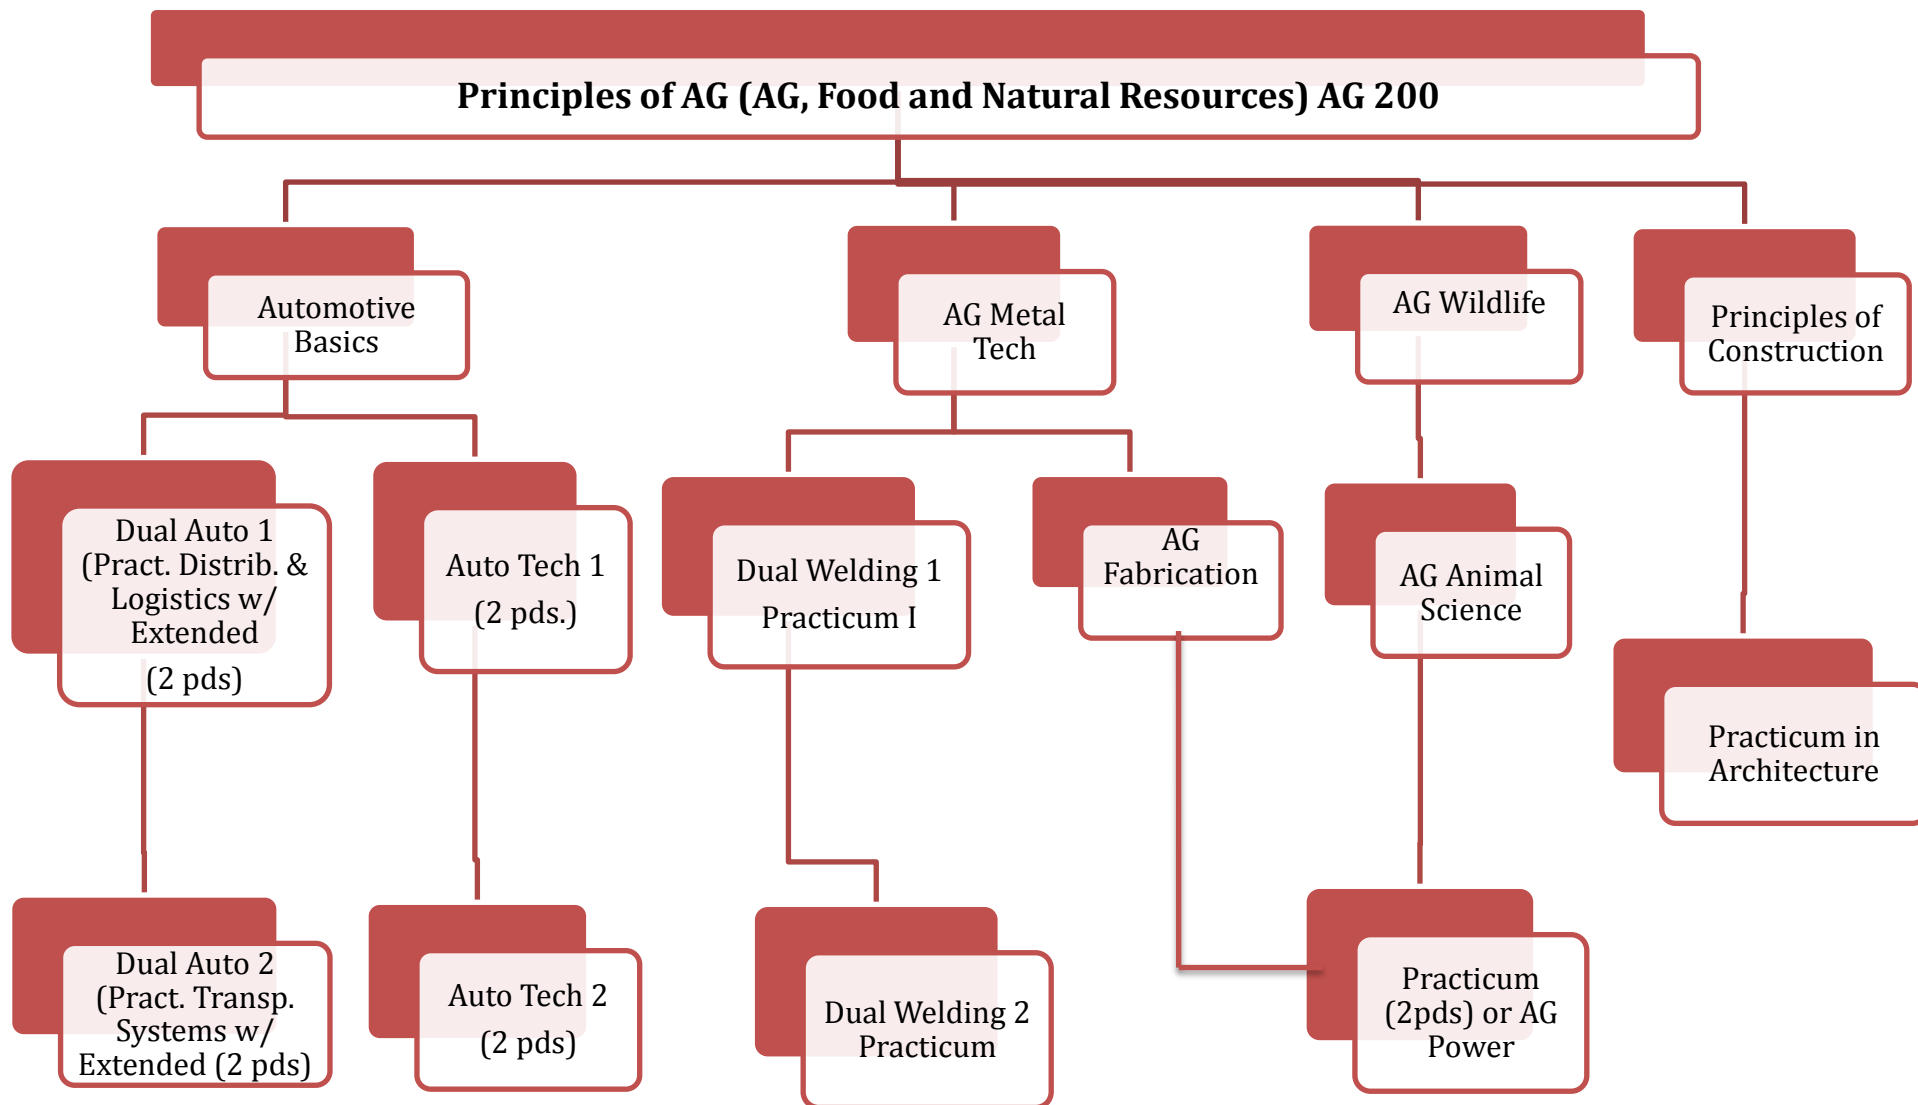 Principles of AG (AG, Food and Natural Resources) AG 200
Automotive
Basics
AG Metal
Tech
AG Wildlife
Principles of
Construction
Dual Auto 1
(Pract. Distrib. &
Logistics w/
Extended
(2 pds)
Auto Tech 1
(2 pds.)
Dual Welding 1
Practicum I
AG
Fabrication
AG Animal
Science
Practicum in
Architecture
Dual Auto 2
(Pract. Transp.
Systems w/
Extended (2 pds)
Auto Tech 2
(2 pds)
Dual Welding 2
Practicum
Practicum
(2pds) or AG
Power